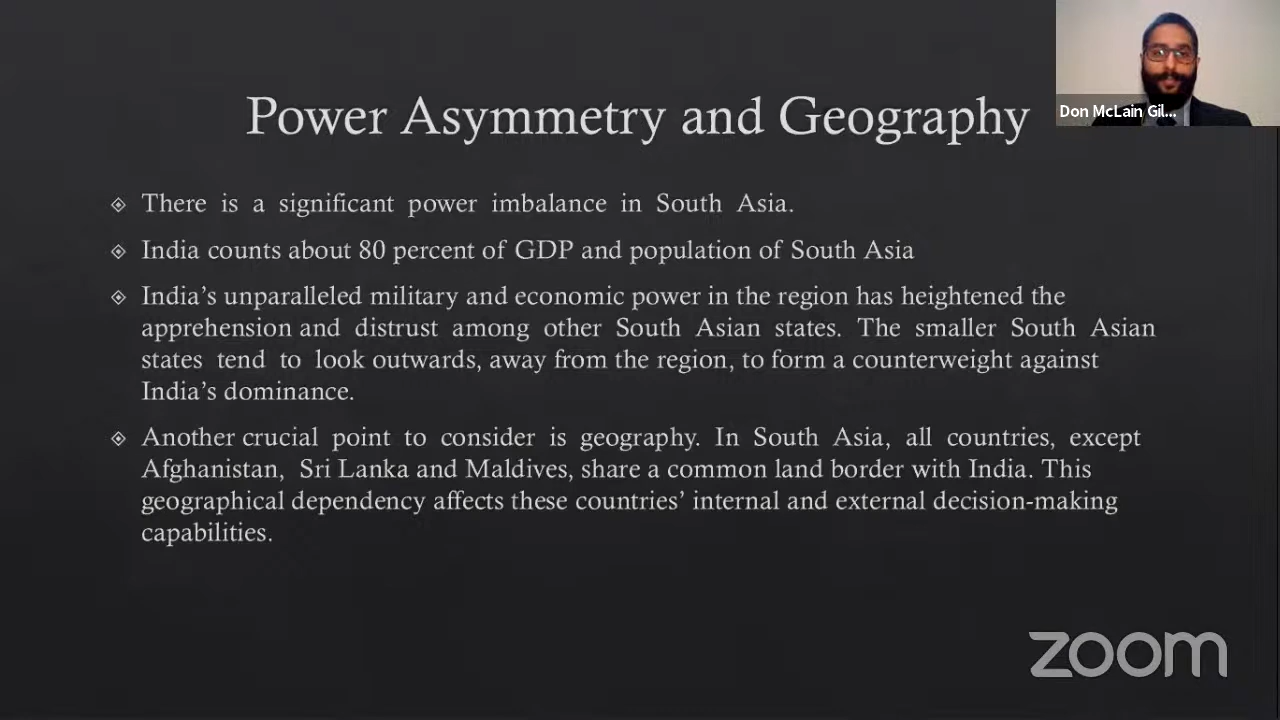 Power Asymmetry and Geography
Don McLain Gil...
There is a significant power imbalance in South Asia.
India counts about 80 percent of GDP and population of South Asia
India's unparalleled military and economic power in the region has heightened the
apprehension and distrust among other South Asian states. The smaller South Asian
states tend to look outwards, away from the region, to form a counterweight against
India's dominance.
Another crucial point to consider is geography. In South Asia, all countries, except
Afghanistan, Sri Lanka and Maldives, share a common land border with India. This
geographical dependency affects these countries' internal and external decision-making
capabilities.
zoom